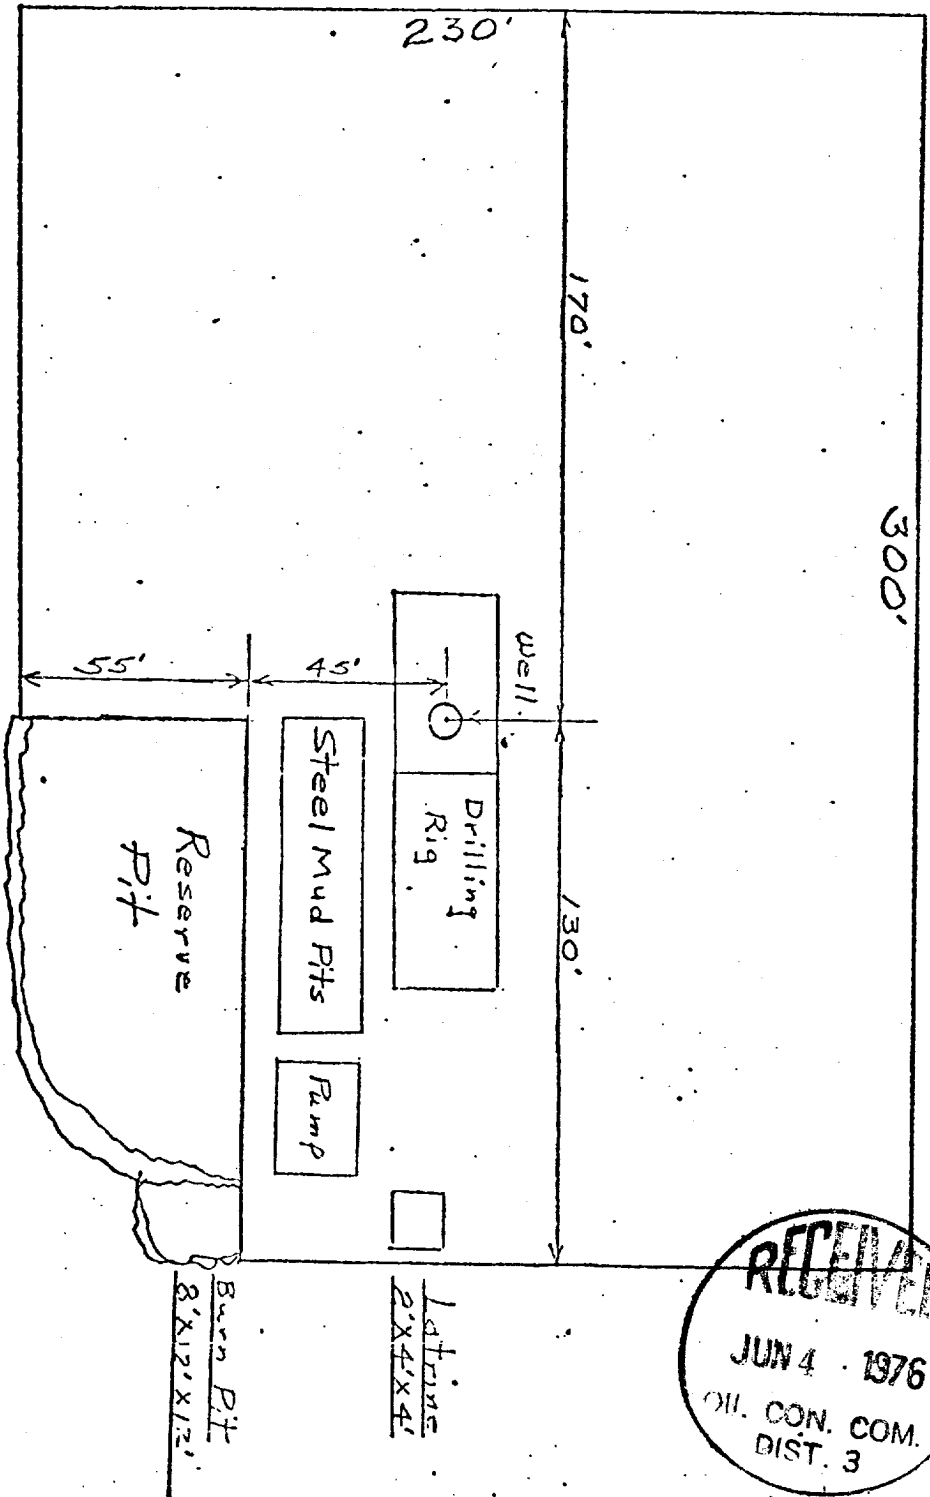 230'
170'
300'
55'
45'
well
Drilling
Rig
130'
Steel Mud Pits
Reserve
Pit
Pump
Latrine
2'X4'X4'
Burn Pit
8'X12'X12'
RECEIVE
JUN 4 1976
OIL CON. COM.
DIST. 3